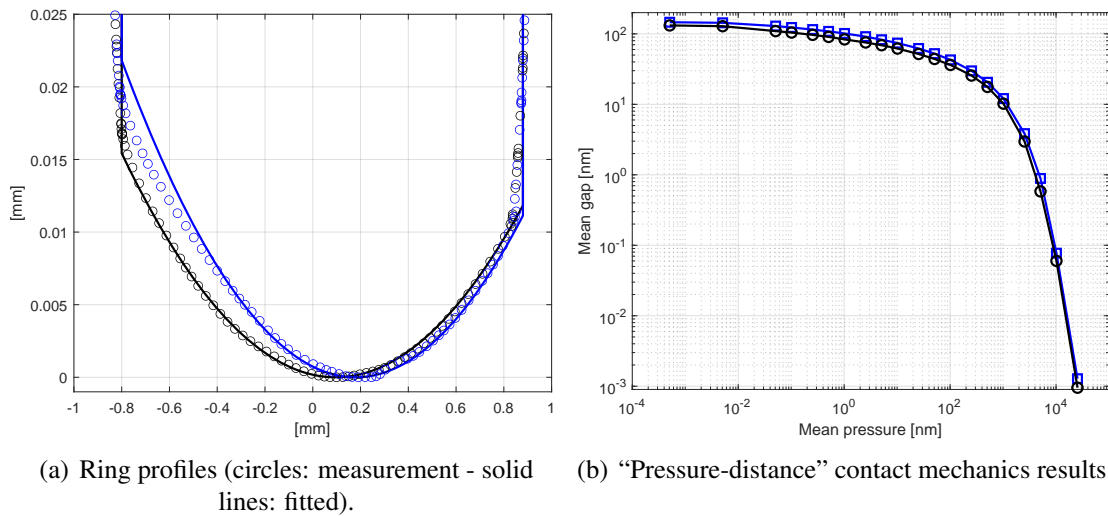 0.025
0.02
0.015
0.01
0.005
0
[mm]
-1 -0.8 -0.6 -0.4 -0.2 0 0.2 0.4 0.6 0.8 1
[mm]
10^2
10^1
10^0
10^-1
10^-2
10^-3
Mean gap [nm]
10^-4 10^-2 10^0 10^2 10^4
Mean pressure [nm]
(a) Ring profiles (circles: measurement - solid
lines: fitted).
(b) “Pressure-distance” contact mechanics results